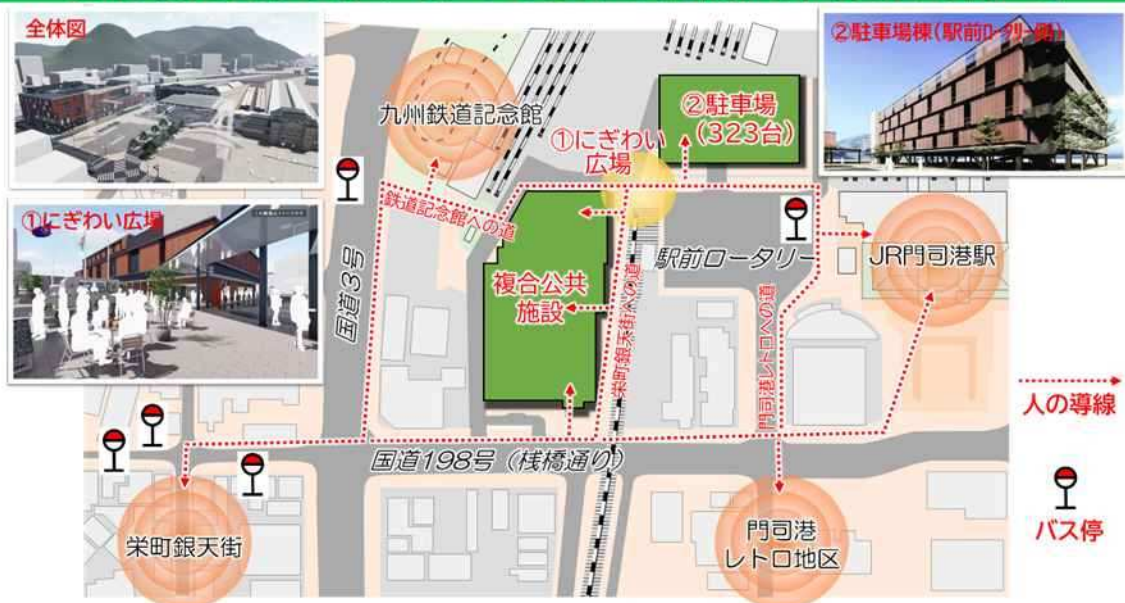 全体図
①にぎわい広場
②駐車場棟(駅前ロータリー側)
九州鉄道記念館
②駐車場
(323台)
①にぎわい
広場
鉄道記念館への道
国道3号
複合公共
施設
栄町銀天街への道
駅前ロータリー
JR門司港駅
門司港レトロへの道
人の導線
国道198号(桟橋通り)
栄町銀天街
門司港
レトロ地区
バス停